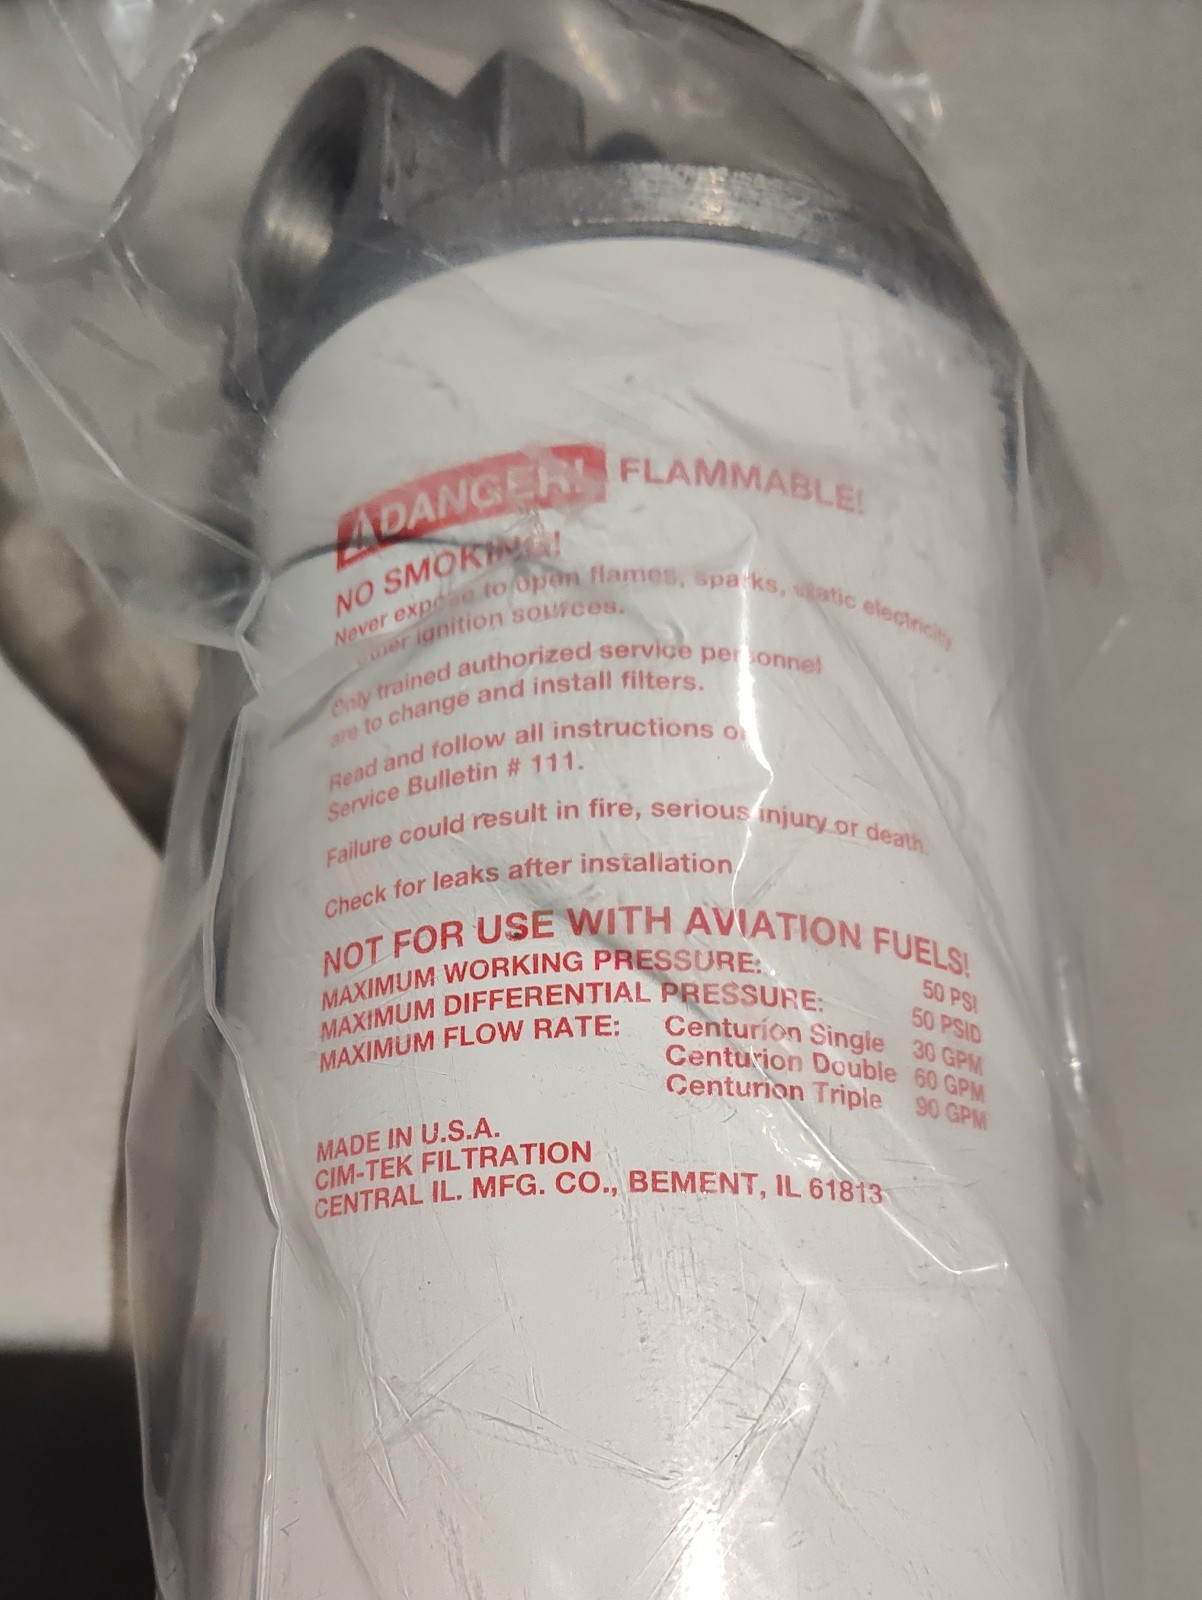 DANGER! FLAMMABLE!
NO SMOKING!
Never expose to open flames, sparks, static electricity
other ignition sources.
Only trained authorized service personnel
are to change and install filters.
Read and follow all instructions
Service Bulletin # 111.
Failure could result in fire, serious injury or death.
Check for leaks after installation
NOT FOR USE WITH AVIATION FUELS!
MAXIMUM WORKING PRESSURE: 50 PSI
MAXIMUM DIFFERENTIAL PRESSURE: 50 PSID
MAXIMUM FLOW RATE: Centurion Single 30 GPM
Centurion Double 60 GPM
Centurion Triple 90 GPM
MADE IN U.S.A.
CIM-TEK FILTRATION
CENTRAL IL. MFG. CO., BEMENT, IL 61813